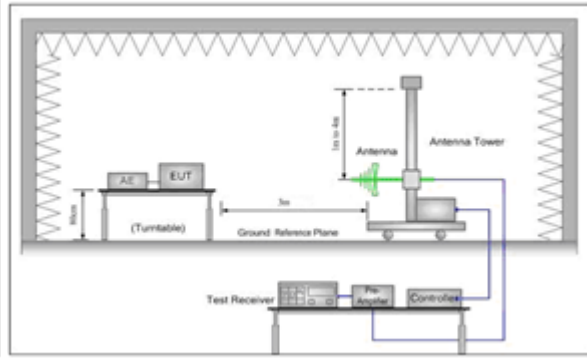 1m to 4m
Antenna Tower
Antenna
AE
EUT
80cm
(Turntable)
3m
Ground Reference Plane
Test Receiver
Pre-
Amplifier
Controller